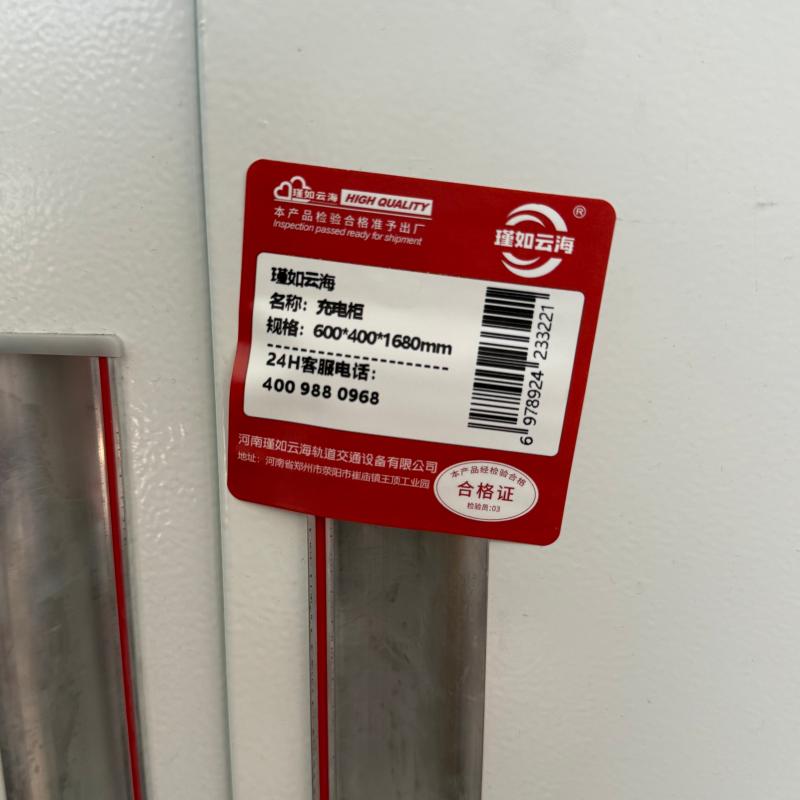 瑾如云海 HIGH QUALITY
本产品检验合格准予出厂
Inspection passed ready for shipment
瑾如云海 ®
瑾如云海
名称：充电柜
规格：600*400*1680mm
24H客服电话：
400 988 0968
6 978924 233221
河南瑾如云海轨道交通设备有限公司
地址：河南省郑州市荥阳市崔庙镇王顶工业园
本产品经检验合格
合格证
检验员:03